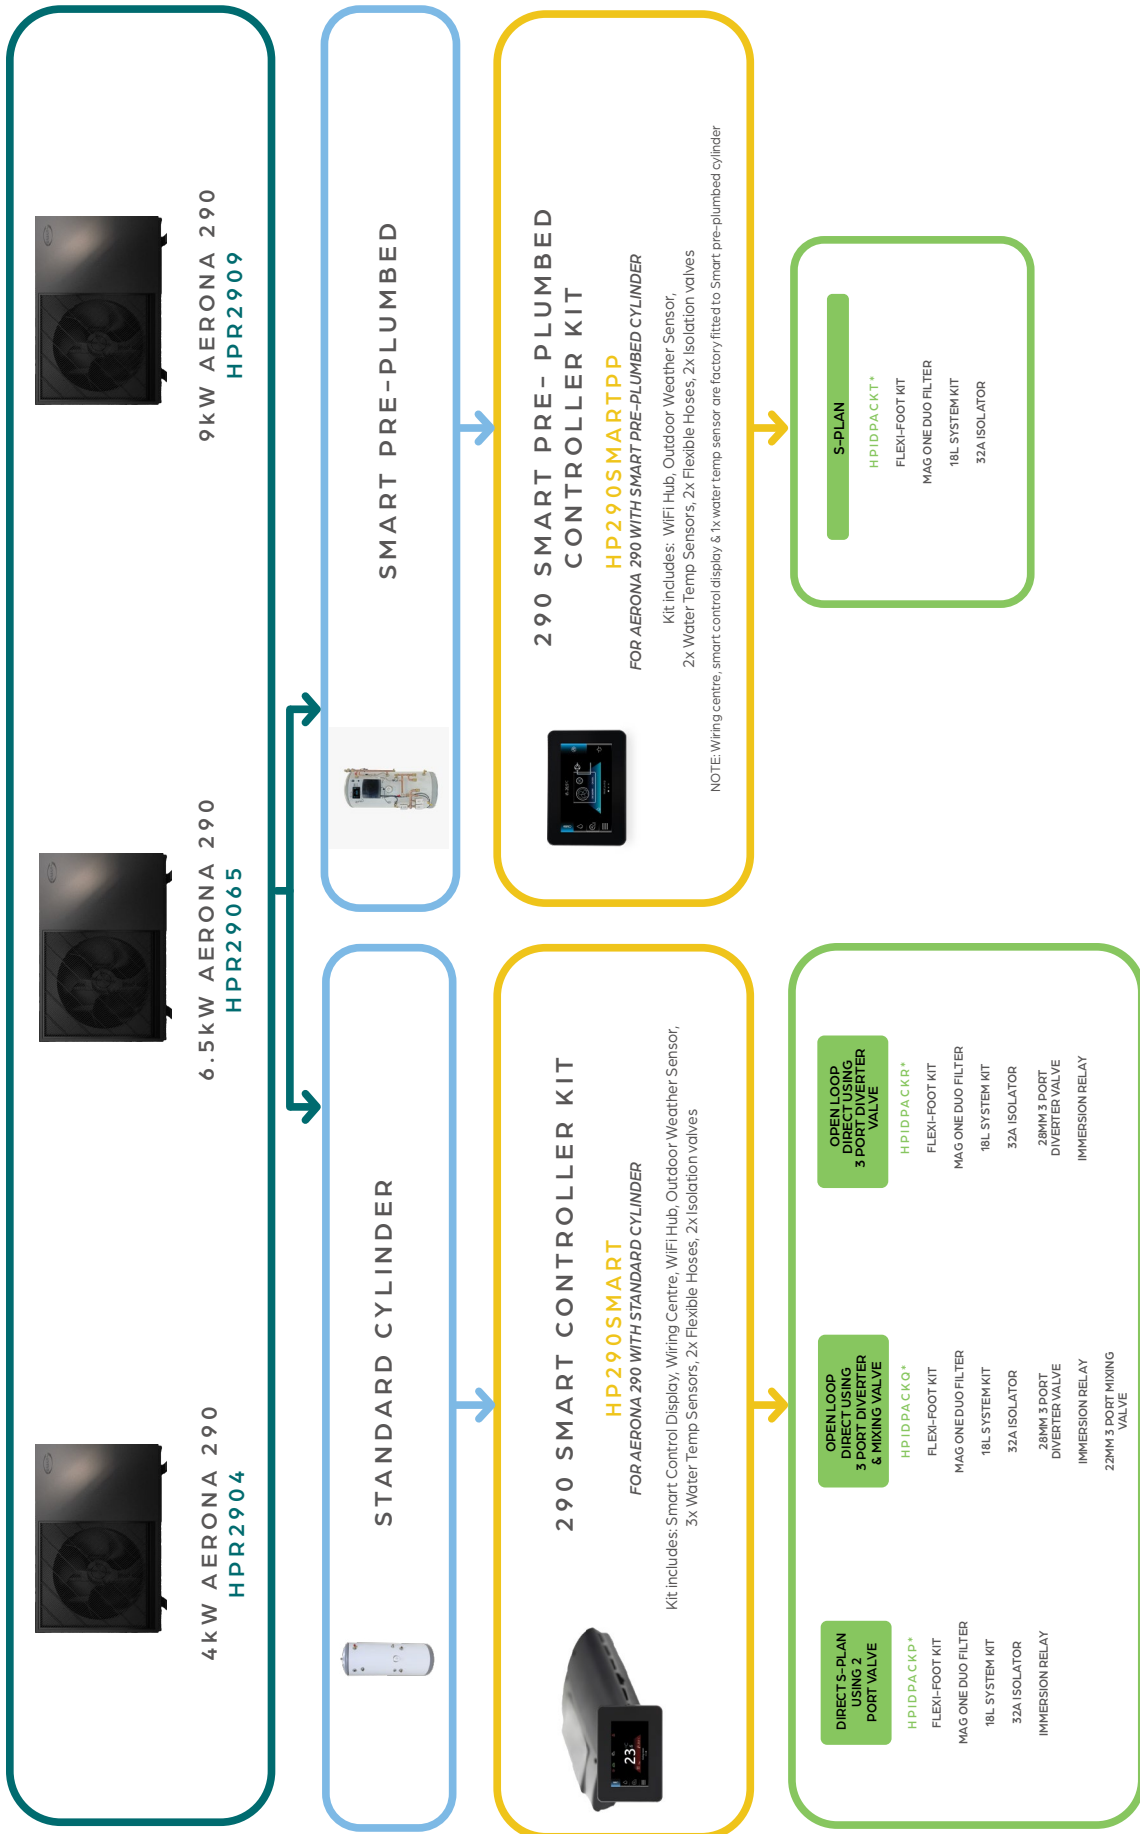 4kW AERONA 290
HPR2904
6.5kW AERONA 290
HPR29065
9kW AERONA 290
HPR2909
STANDARD CYLINDER
SMART PRE-PLUMBED
290 SMART CONTROLLER KIT
HP290SMART
FOR AERONA 290 WITH STANDARD CYLINDER
Kit includes: Smart Control Display, Wiring Centre, WiFi Hub, Outdoor Weather Sensor,
3x Water Temp Sensors, 2x Flexible Hoses, 2x Isolation valves
23
290 SMART PRE- PLUMBED
CONTROLLER KIT
HP290SMARTPP
FOR AERONA 290 WITH SMART PRE-PLUMBED CYLINDER
Kit includes: WiFi Hub, Outdoor Weather Sensor,
2x Water Temp Sensors, 2x Flexible Hoses, 2x Isolation valves
NOTE: Wiring centre, smart control display & 1x water temp sensor are factory fitted to Smart pre-plumbed cylinder
DIRECT S-PLAN
USING 2
PORT VALVE
HPIDPACKP*
FLEXI-FOOT KIT
MAG ONE DUO FILTER
18L SYSTEM KIT
32A ISOLATOR
IMMERSION RELAY
OPEN LOOP
DIRECT USING
3 PORT DIVERTER
& MIXING VALVE
HPIDPACKQ*
FLEXI-FOOT KIT
MAG ONE DUO FILTER
18L SYSTEM KIT
32A ISOLATOR
28MM 3 PORT
DIVERTER VALVE
IMMERSION RELAY
22MM 3 PORT MIXING
VALVE
OPEN LOOP
DIRECT USING
3 PORT DIVERTER
VALVE
HPIDPACKR*
FLEXI-FOOT KIT
MAG ONE DUO FILTER
18L SYSTEM KIT
32A ISOLATOR
28MM 3 PORT
DIVERTER VALVE
IMMERSION RELAY
S-PLAN
HPIDPACKT*
FLEXI-FOOT KIT
MAG ONE DUO FILTER
18L SYSTEM KIT
32A ISOLATOR